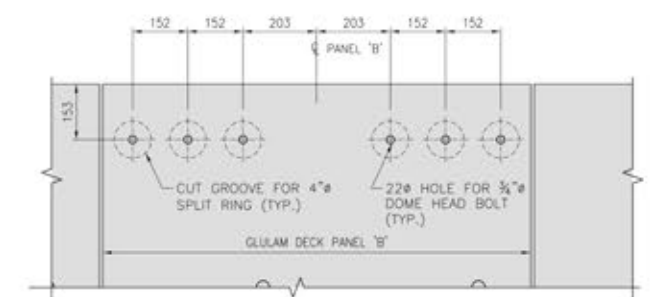 152 152 203 203 152 152
℄ PANEL 'B'
153
CUT GROOVE FOR 4"ø
SPLIT RING (TYP.)
22ø HOLE FOR ¾"ø
DOME HEAD BOLT
(TYP.)
GLULAM DECK PANEL 'B'